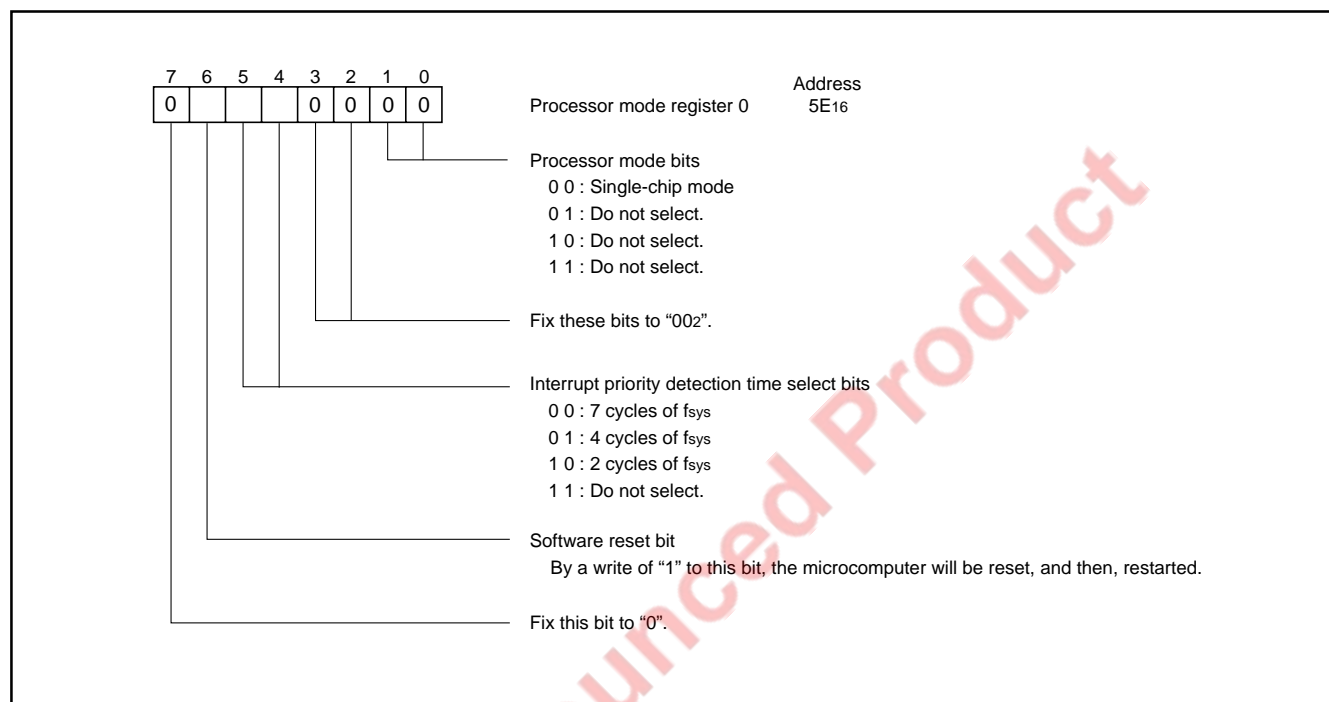 7 6 5 4 3 2 1 0
Address
0 0 0 0 0
Processor mode register 0 5E16
Processor mode bits
0 0 : Single-chip mode
0 1 : Do not select.
1 0 : Do not select.
1 1 : Do not select.
Fix these bits to “002”.
Interrupt priority detection time select bits
0 0 : 7 cycles of fsys
0 1 : 4 cycles of fsys
1 0 : 2 cycles of fsys
1 1 : Do not select.
Software reset bit
By a write of “1” to this bit, the microcomputer will be reset, and then, restarted.
Fix this bit to “0”.
unced Product